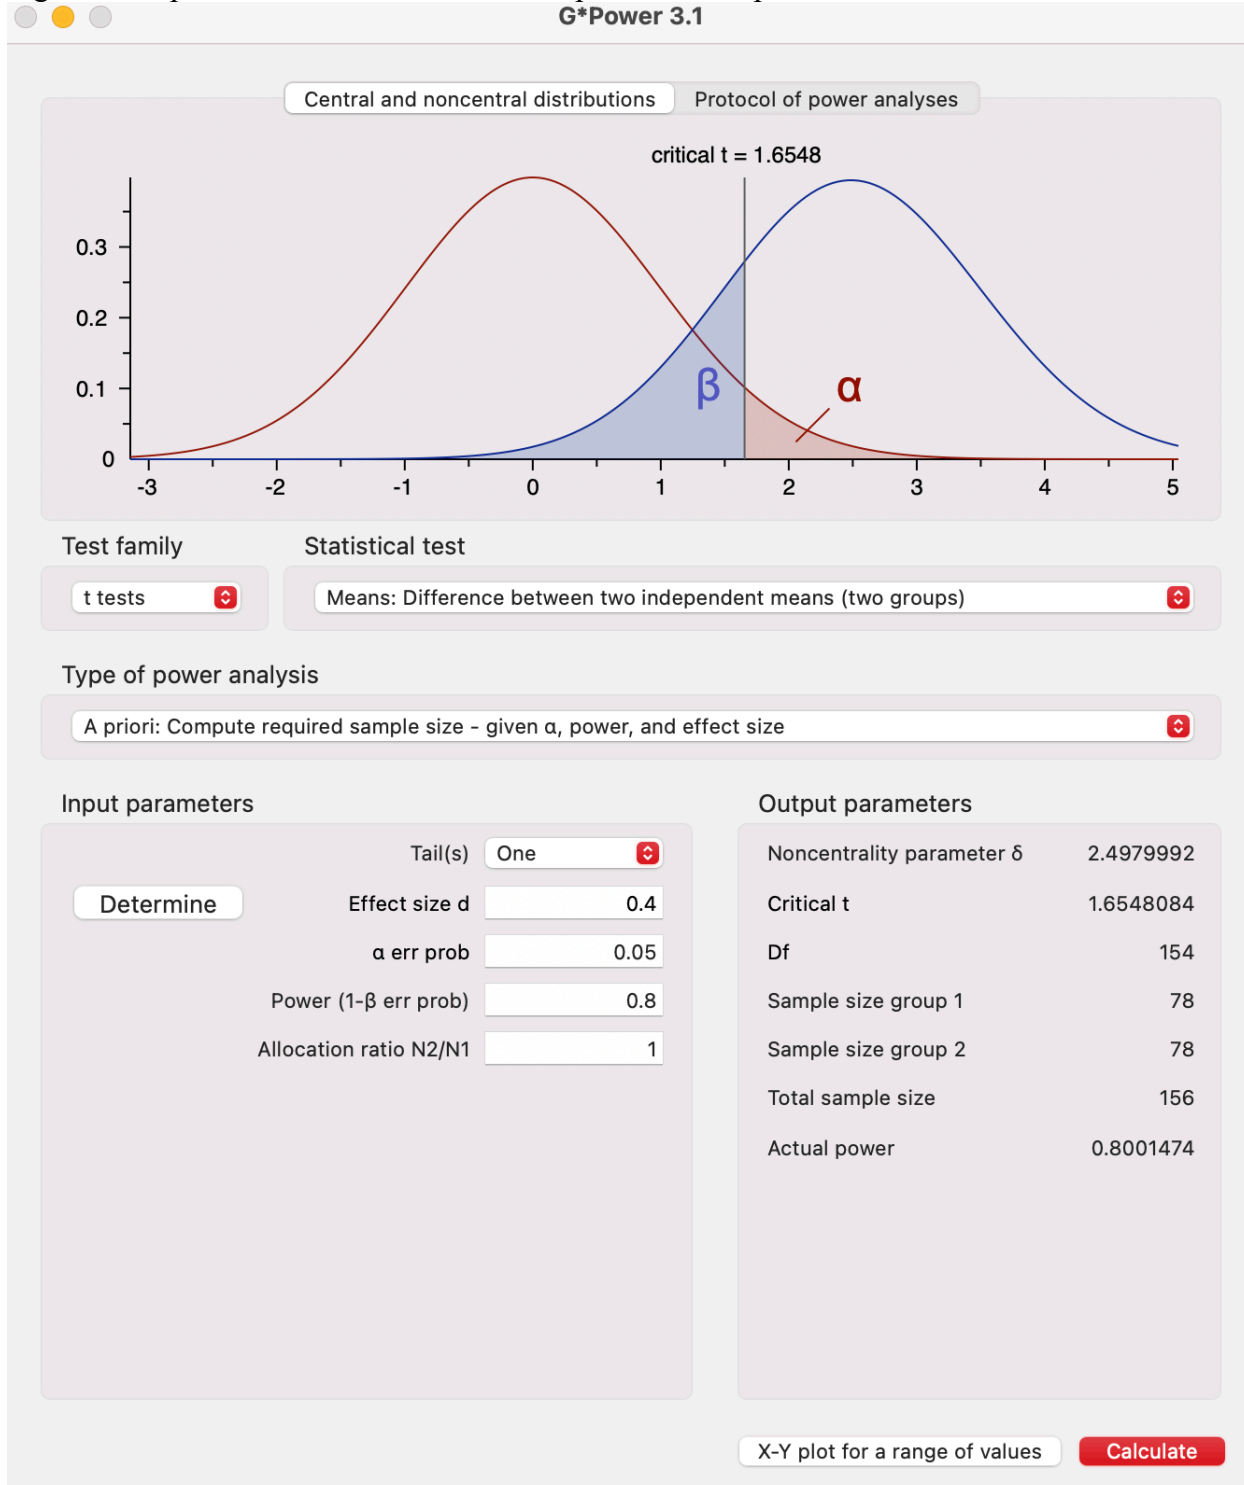 G*Power 3.1
Central and noncentral distributions Protocol of power analyses
critical t = 1.6548
0.3
0.2
β α
0.1
0
-3 -2 -1 0 1 2 3 4 5
Test family Statistical test
t tests Means: Difference between two independent means (two groups)
Type of power analysis
A priori: Compute required sample size - given α, power, and effect size
Input parameters Output parameters
Tail(s) One Noncentrality parameter δ 2.4979992
Determine Effect size d 0.4 Critical t 1.6548084
α err prob 0.05 Df 154
Power (1-β err prob) 0.8 Sample size group 1 78
Allocation ratio N2/N1 1 Sample size group 2 78
Total sample size 156
Actual power 0.8001474
X-Y plot for a range of values Calculate